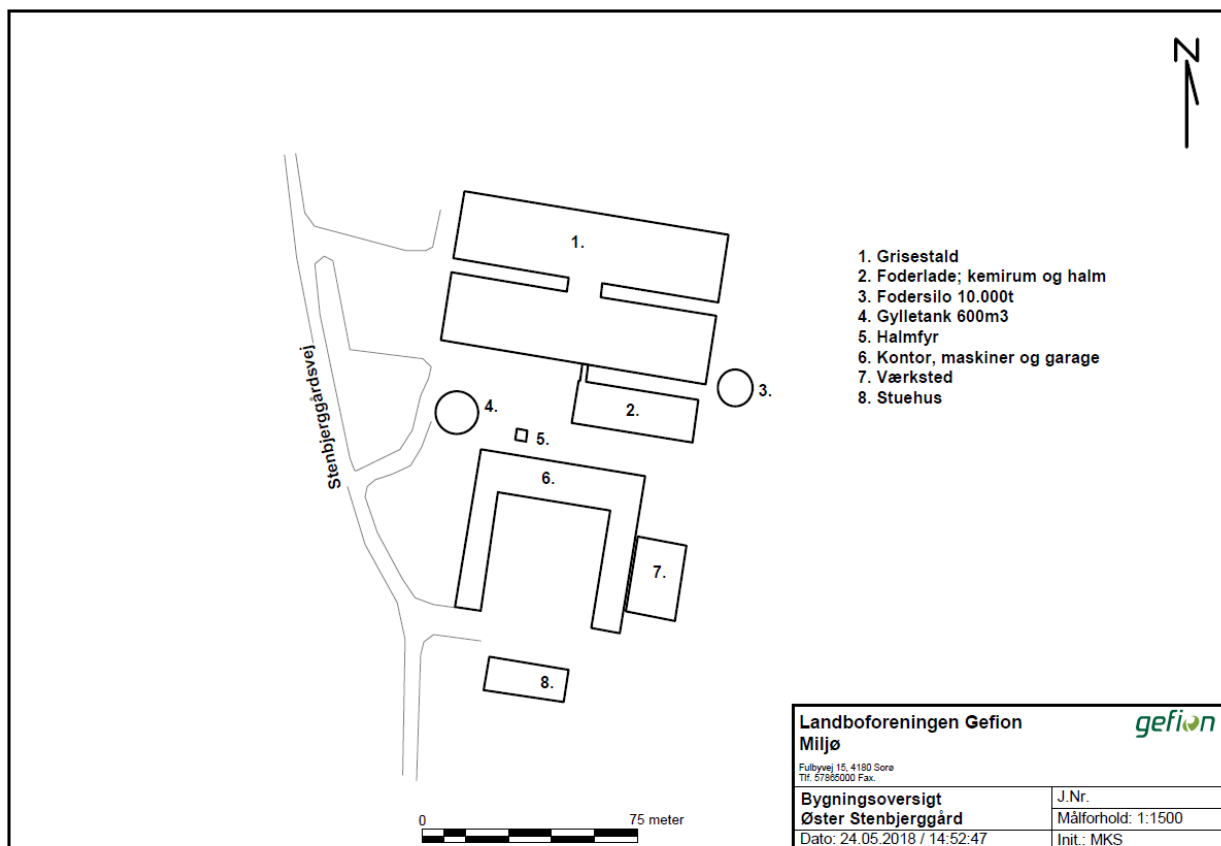 N
1.
1. Grisestald
2. Foderlade; kemirum og halm
3. Fodersilo 10.000t
4. Gylletank 600m3
5. Halmfyr
6. Kontor, maskiner og garage
7. Værksted
8. Stuehus
Stenbjerggårdsvej
3.
4.
2.
5.
6.
7.
8.
Landboforeningen Gefion
Miljø
gefion
Fulbyvej 15, 4180 Sorø
Tlf. 57865000 Fax.
Bygningsoversigt
Øster Stenbjerggård
J.Nr.
Målforhold: 1:1500
Dato: 24.05.2018 / 14:52:47
Init.: MKS
0
75 meter